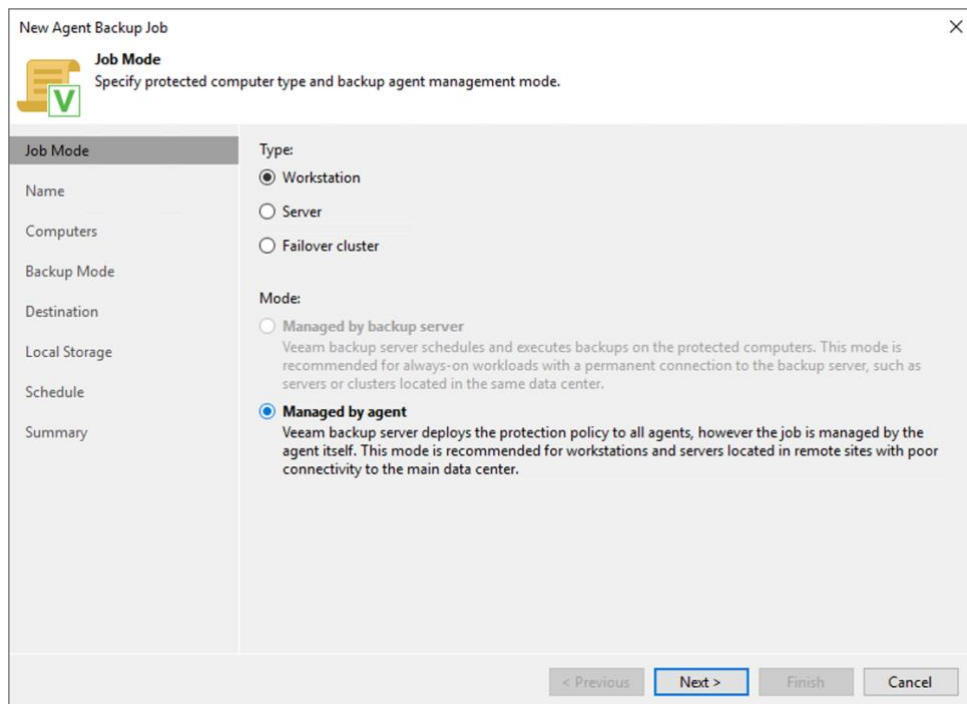 New Agent Backup Job
Job Mode
Specify protected computer type and backup agent management mode.
V
Job Mode
Name
Computers
Backup Mode
Destination
Local Storage
Schedule
Summary
Type:
Workstation
Server
Failover cluster
Mode:
Managed by backup server
Veeam backup server schedules and executes backups on the protected computers. This mode is
recommended for always-on workloads with a permanent connection to the backup server, such as
servers or clusters located in the same data center.
Managed by agent
Veeam backup server deploys the protection policy to all agents, however the job is managed by the
agent itself. This mode is recommended for workstations and servers located in remote sites with poor
connectivity to the main data center.
< Previous
Next >
Finish
Cancel